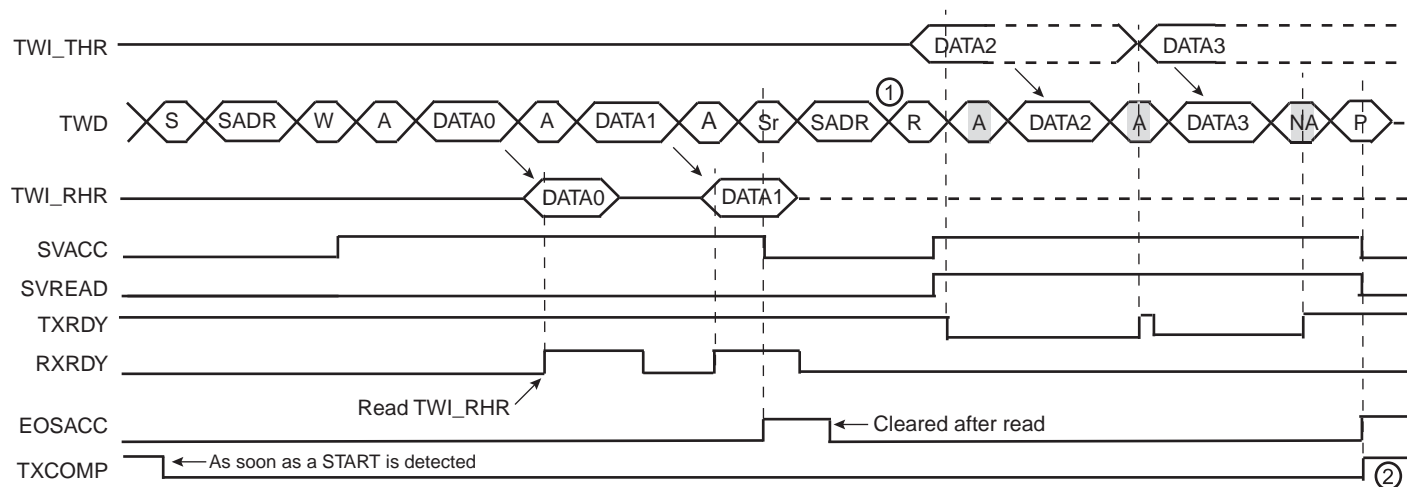 TWI_THR DATA2 DATA3
①
TWD S SADR W A DATA0 A DATA1 A Sr SADR R A DATA2 A DATA3 NA P
TWI_RHR DATA0 DATA1
SVACC
SVREAD
TXRDY
RXRDY
Read TWI_RHR
EOSACC Cleared after read
TXCOMP As soon as a START is detected ②